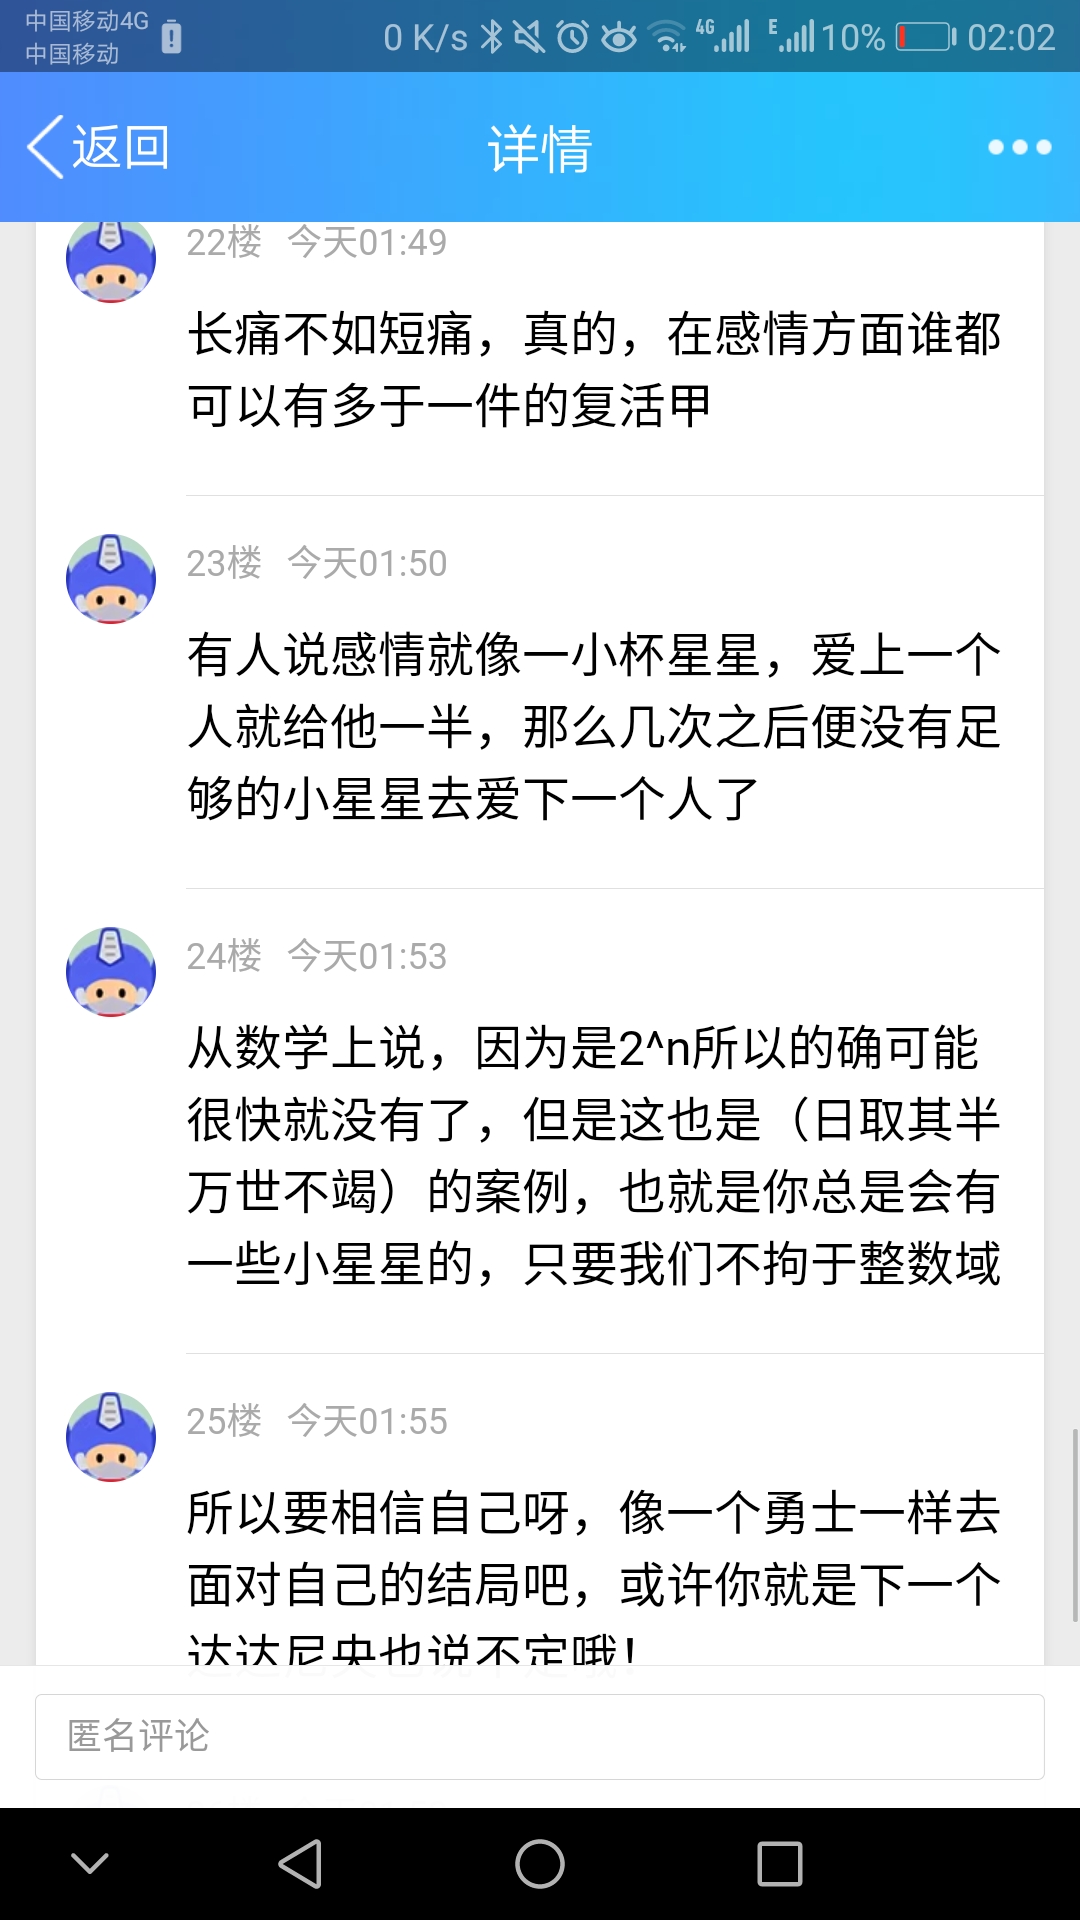 中国移动4G
中国移动
0 K/s 4G E 10% 02:02
返回 详情
22楼 今天01:49
长痛不如短痛，真的，在感情方面谁都
可以有多于一件的复活甲
23楼 今天01:50
有人说感情就像一小杯星星，爱上一个
人就给他一半，那么几次之后便没有足
够的小星星去爱下一个人了
24楼 今天01:53
从数学上说，因为是2^n所以的确可能
很快就没有了，但是这也是（日取其半
万世不竭）的案例，也就是你总是会有
一些小星星的，只要我们不拘于整数域
25楼 今天01:55
所以要相信自己呀，像一个勇士一样去
面对自己的结局吧，或许你就是下一个
达达尼央也说不定哦！
匿名评论